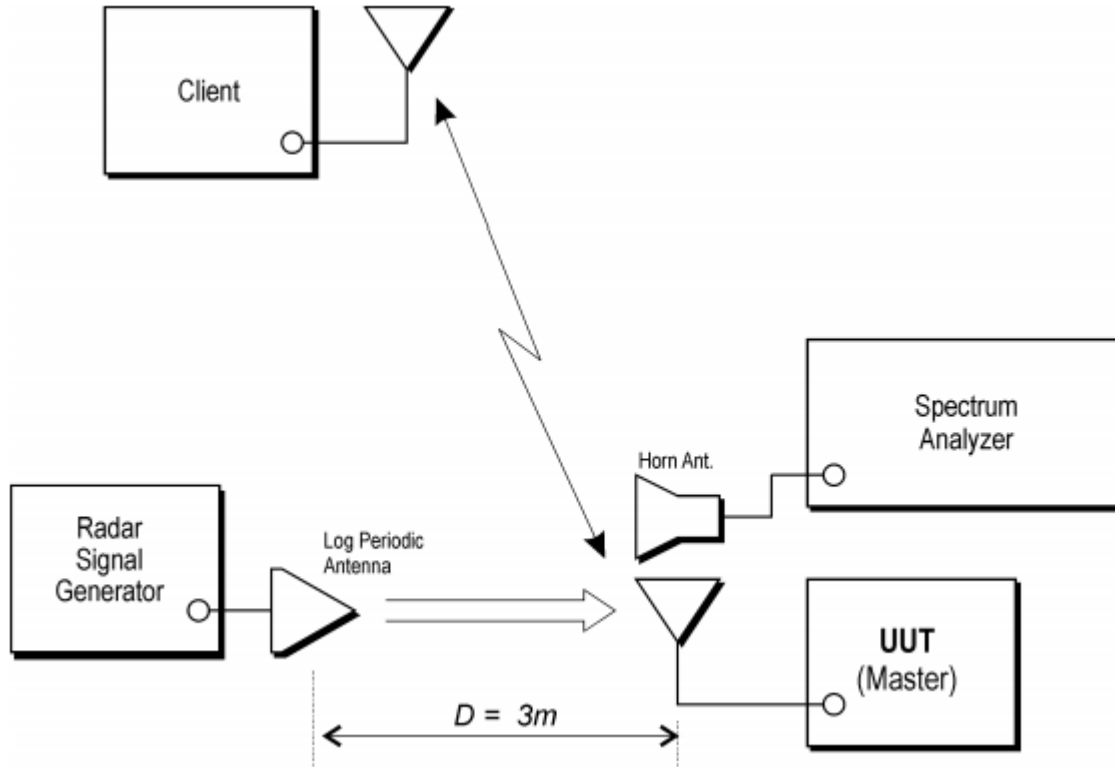 Client
Spectrum
Analyzer
Horn Ant.
Radar
Signal
Generator
Log Periodic
Antenna
UUT
(Master)
D = 3m